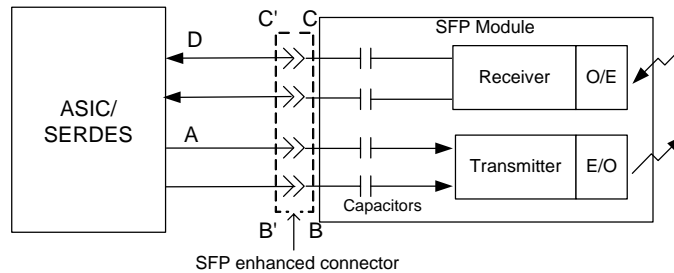 C' C
SFP Module
D
Receiver O/E
ASIC/
SERDES
A
Transmitter E/O
Capacitors
B' B
SFP enhanced connector